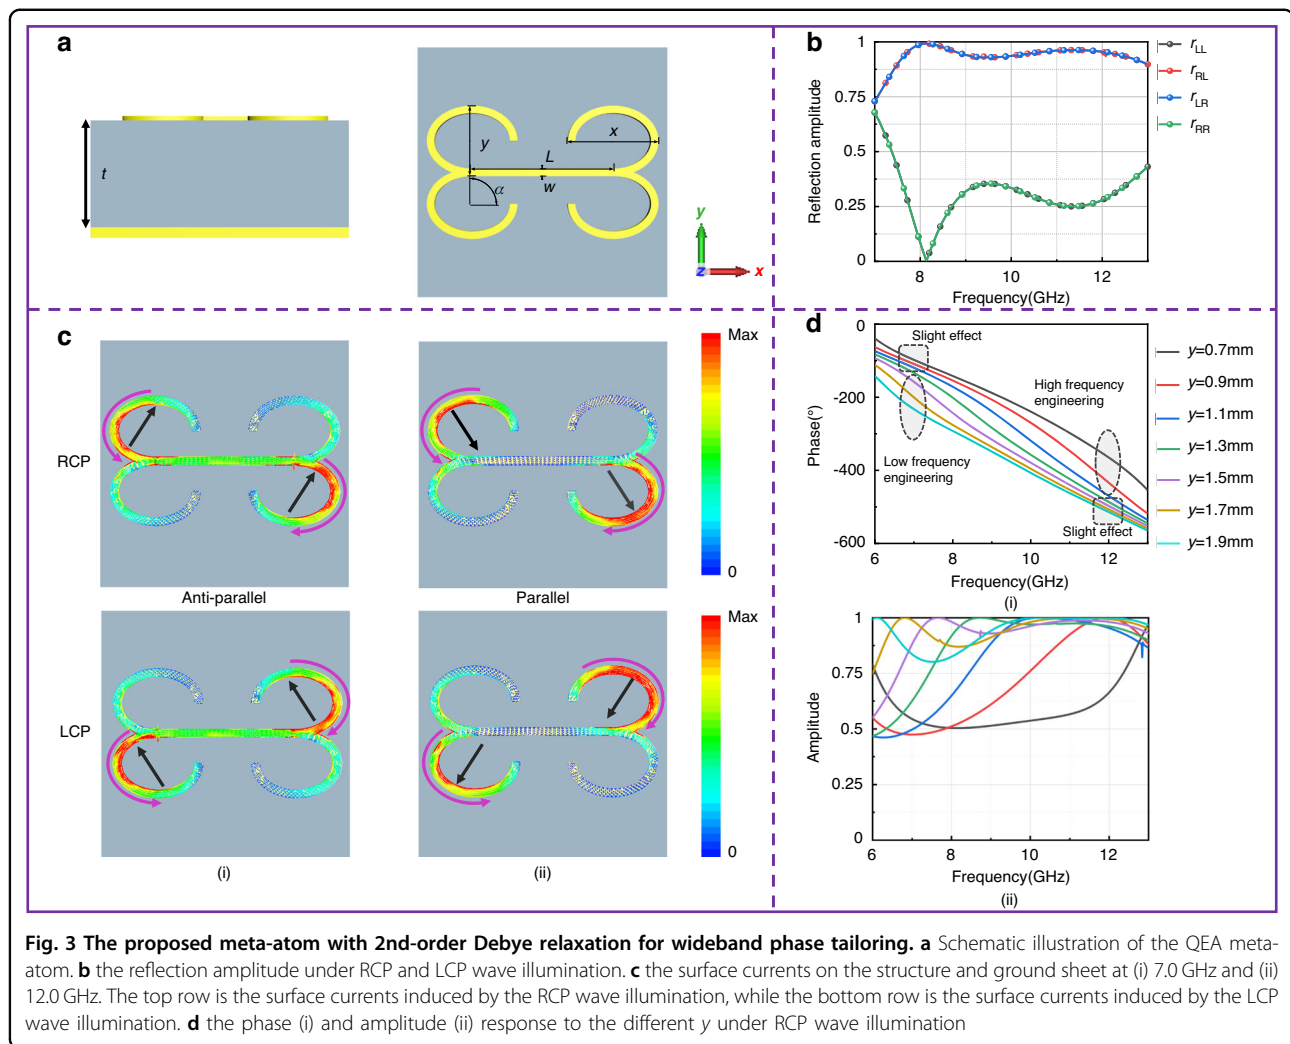 a
t
y
x
L
w
α
y
z
x
b
1
0.75
0.5
0.25
0
Reflection amplitude
8
10
12
Frequency(GHz)
rLL
rRL
rLR
rRR
c
RCP
Max
0
Anti-parallel
Parallel
LCP
Max
0
(i)
(ii)
d
0
-200
-400
-600
Phase(°)
Slight effect
High frequency
engineering
Low frequency
engineering
Slight effect
6
8
10
12
Frequency(GHz)
(i)
y=0.7mm
y=0.9mm
y=1.1mm
y=1.3mm
y=1.5mm
y=1.7mm
y=1.9mm
1
0.75
0.5
0.25
0
Amplitude
6
8
10
12
Frequency(GHz)
(ii)
Fig. 3 The proposed meta-atom with 2nd-order Debye relaxation for wideband phase tailoring. a Schematic illustration of the QEA meta-
atom. b the reflection amplitude under RCP and LCP wave illumination. c the surface currents on the structure and ground sheet at (i) 7.0 GHz and (ii)
12.0 GHz. The top row is the surface currents induced by the RCP wave illumination, while the bottom row is the surface currents induced by the LCP
wave illumination. d the phase (i) and amplitude (ii) response to the different y under RCP wave illumination